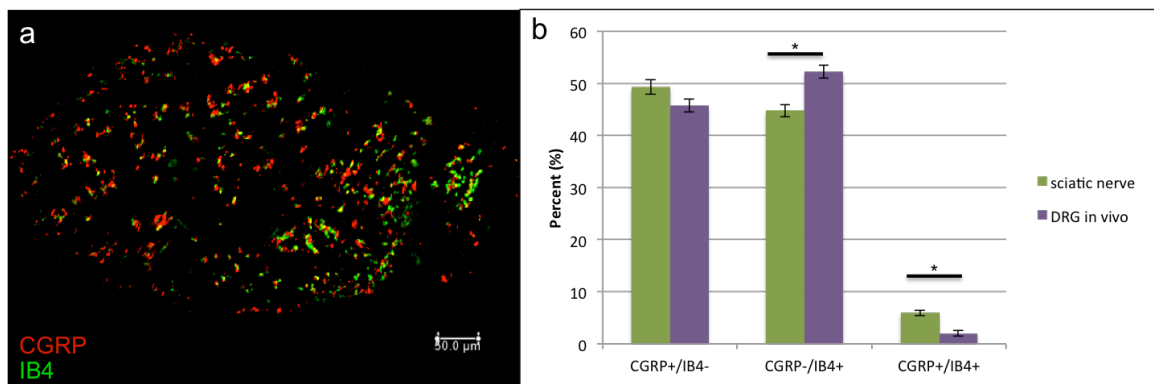 a
CGRP
IB4
50.0 µm
b
Percent (%)
60
50
40
30
20
10
0
*
*
CGRP+/IB4-
CGRP-/IB4+
CGRP+/IB4+
sciatic nerve
DRG in vivo